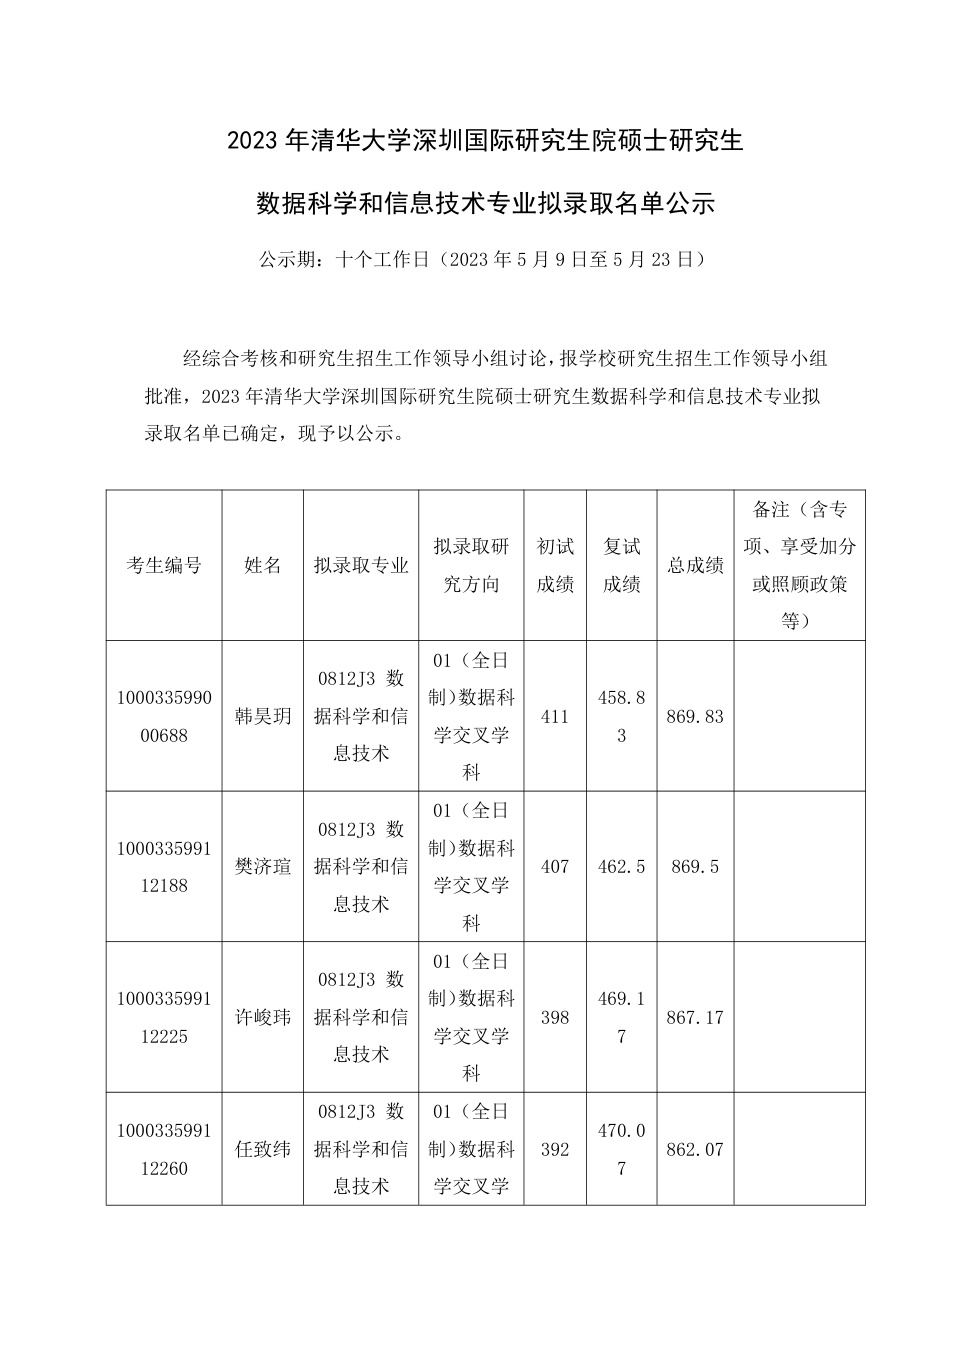 2023 年清华大学深圳国际研究生院硕士研究生
数据科学和信息技术专业拟录取名单公示
公示期：十个工作日（2023 年 5 月 9 日至 5 月 23 日）
经综合考核和研究生招生工作领导小组讨论，报学校研究生招生工作领导小组
批准，2023 年清华大学深圳国际研究生院硕士研究生数据科学和信息技术专业拟
录取名单已确定，现予以公示。
考生编号
姓名
拟录取专业
拟录取研
究方向
初试
成绩
复试
成绩
总成绩
备注（含专
项、享受加分
或照顾政策
等）
1000335990
00688
韩昊玥
0812J3 数
据科学和信
息技术
01（全日
制）数据科
学交叉学
科
411
458.8
3
869.83
1000335991
12188
樊济瑄
0812J3 数
据科学和信
息技术
01（全日
制）数据科
学交叉学
科
407
462.5
869.5
1000335991
12225
许峻玮
0812J3 数
据科学和信
息技术
01（全日
制）数据科
学交叉学
科
398
469.1
7
867.17
1000335991
12260
任致纬
0812J3 数
据科学和信
息技术
01（全日
制）数据科
学交叉学
392
470.0
7
862.07